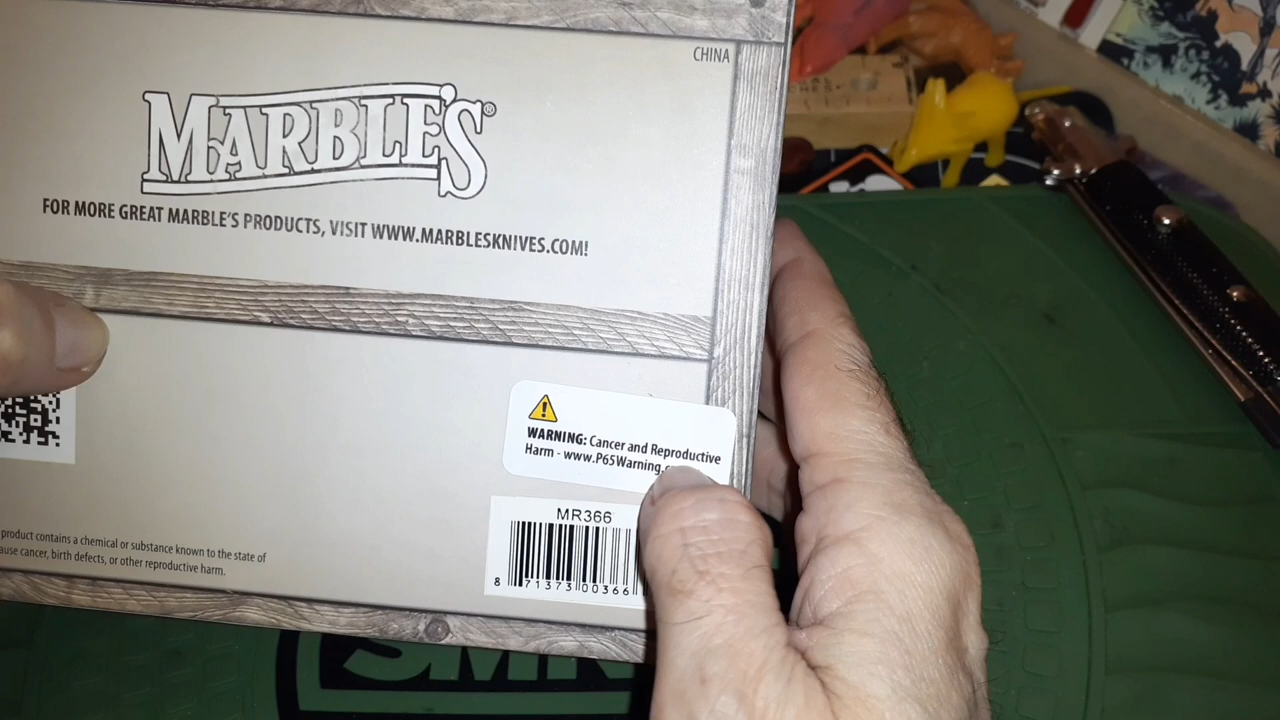 CHINA
MARBLE'S®
FOR MORE GREAT MARBLE'S PRODUCTS, VISIT WWW.MARBLESKNIVES.COM!
WARNING: Cancer and Reproductive
Harm - www.P65Warning.
MR366
8 71373 00366
product contains a chemical or substance known to the state of
ause cancer, birth defects, or other reproductive harm.
SMN